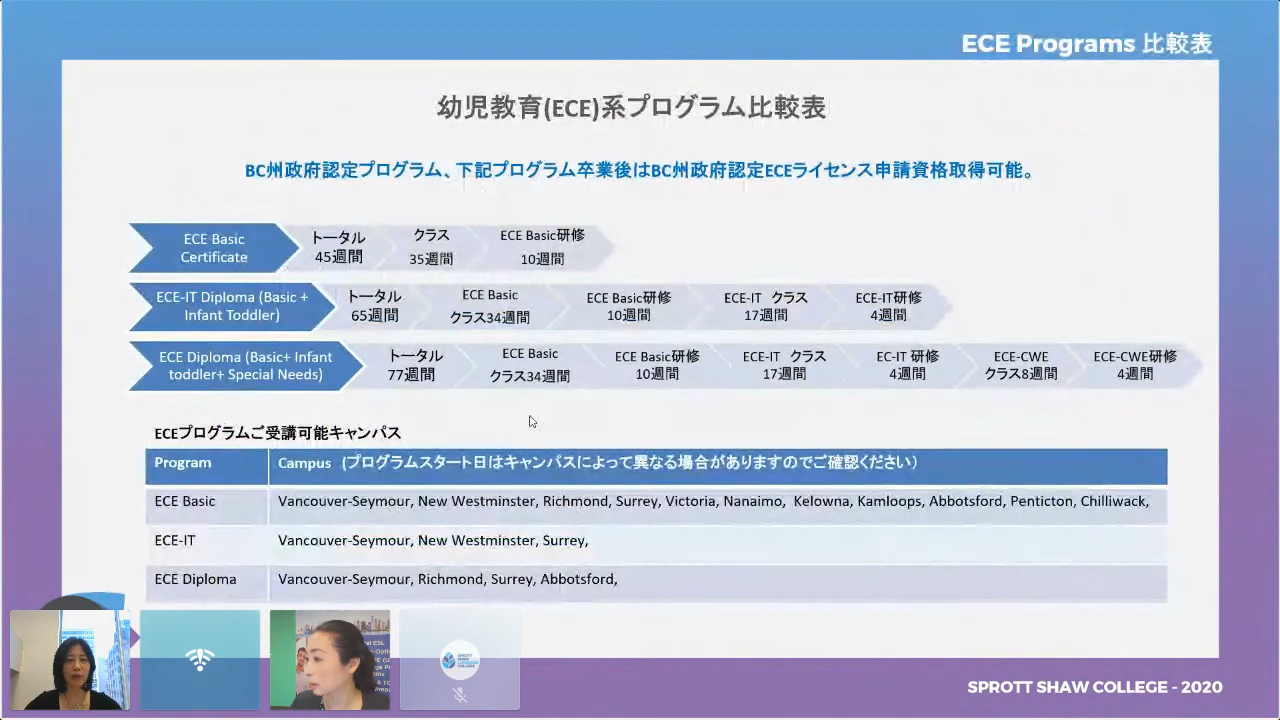 ECE Programs 比較表
幼児教育(ECE)系プログラム比較表
BC州政府認定プログラム、下記プログラム卒業後はBC州政府認定ECEライセンス申請資格取得可能。
ECE Basic
Certificate
トータル
45週間
クラス
35週間
ECE Basic研修
10週間
ECE-IT Diploma (Basic +
Infant Toddler)
トータル
65週間
ECE Basic
クラス34週間
ECE Basic研修
10週間
ECE-IT クラス
17週間
ECE-IT研修
4週間
ECE Diploma (Basic+ Infant
toddler+ Special Needs)
トータル
77週間
ECE Basic
クラス34週間
ECE Basic研修
10週間
ECE-IT クラス
17週間
EC-IT 研修
4週間
ECE-CWE
クラス8週間
ECE-CWE研修
4週間
ECEプログラムご受講可能キャンパス
Program
Campus (プログラムスタート日はキャンパスによって異なる場合がありますのでご確認ください)
ECE Basic
Vancouver-Seymour, New Westminster, Richmond, Surrey, Victoria, Nanaimo, Kelowna, Kamloops, Abbotsford, Penticton, Chilliwack,
ECE-IT
Vancouver-Seymour, New Westminster, Surrey,
ECE Diploma
Vancouver-Seymour, Richmond, Surrey, Abbotsford,
SPROTT
SHAW
LANGUAGE
COLLEGE
SPROTT SHAW COLLEGE - 2020